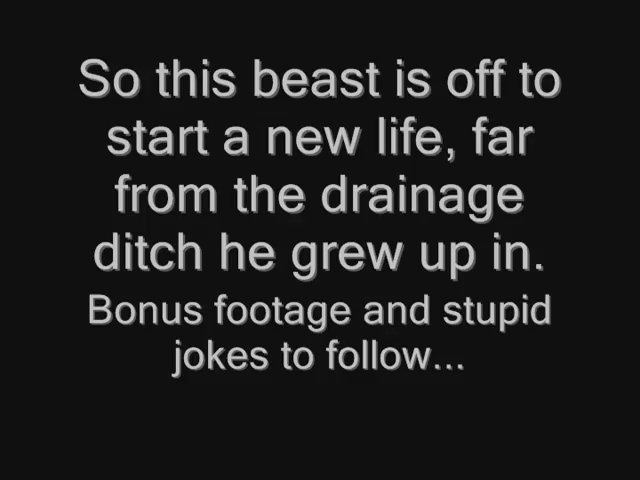 So this beast is off to
start a new life, far
from the drainage
ditch he grew up in.
Bonus footage and stupid
jokes to follow...